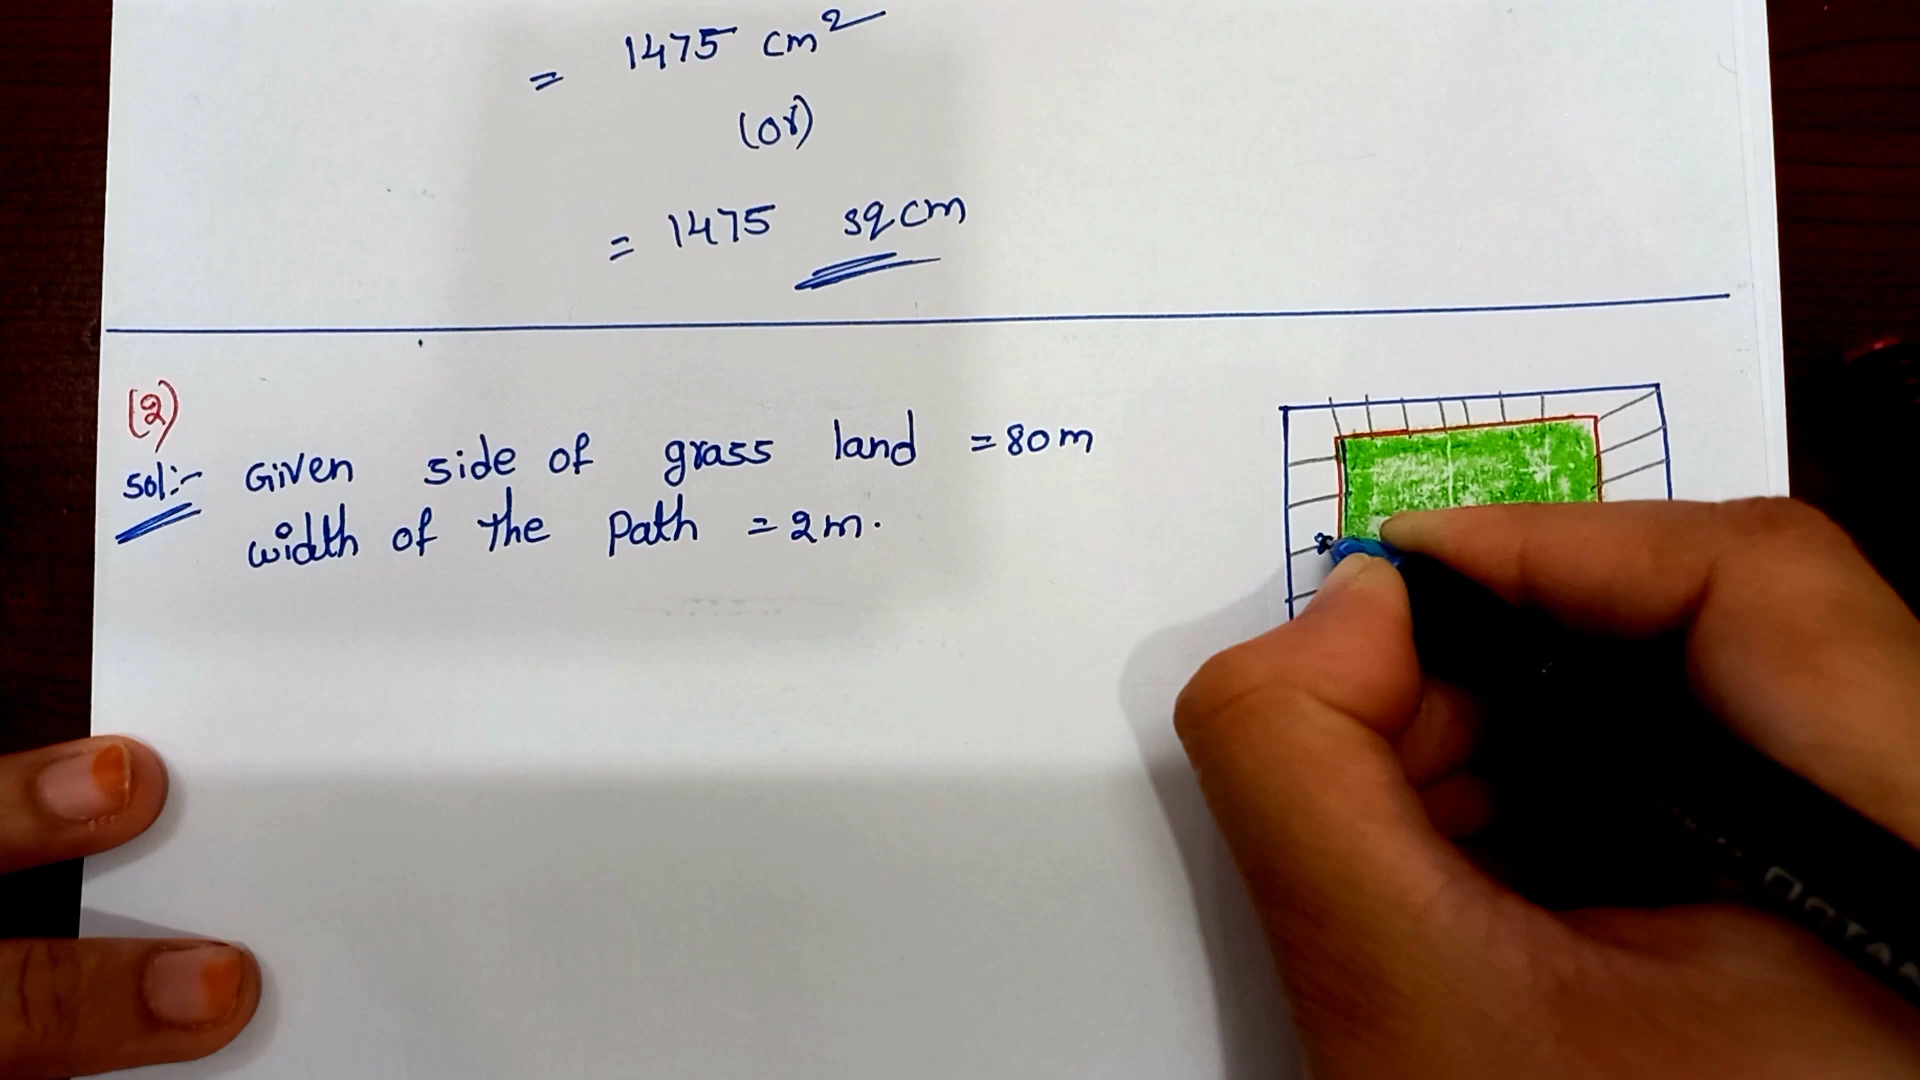 = 1475 cm²
(or)
= 1475 sq cm
(2)
Sol:- Given side of grass land = 80m
width of the path = 2m.